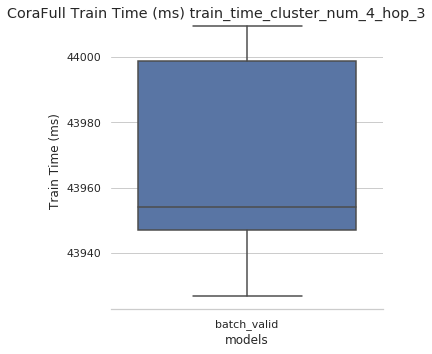 CoraFull Train Time (ms) train_time_cluster_num_4_hop_3
44000
43980
43960
43940
Train Time (ms)
batch_valid
models